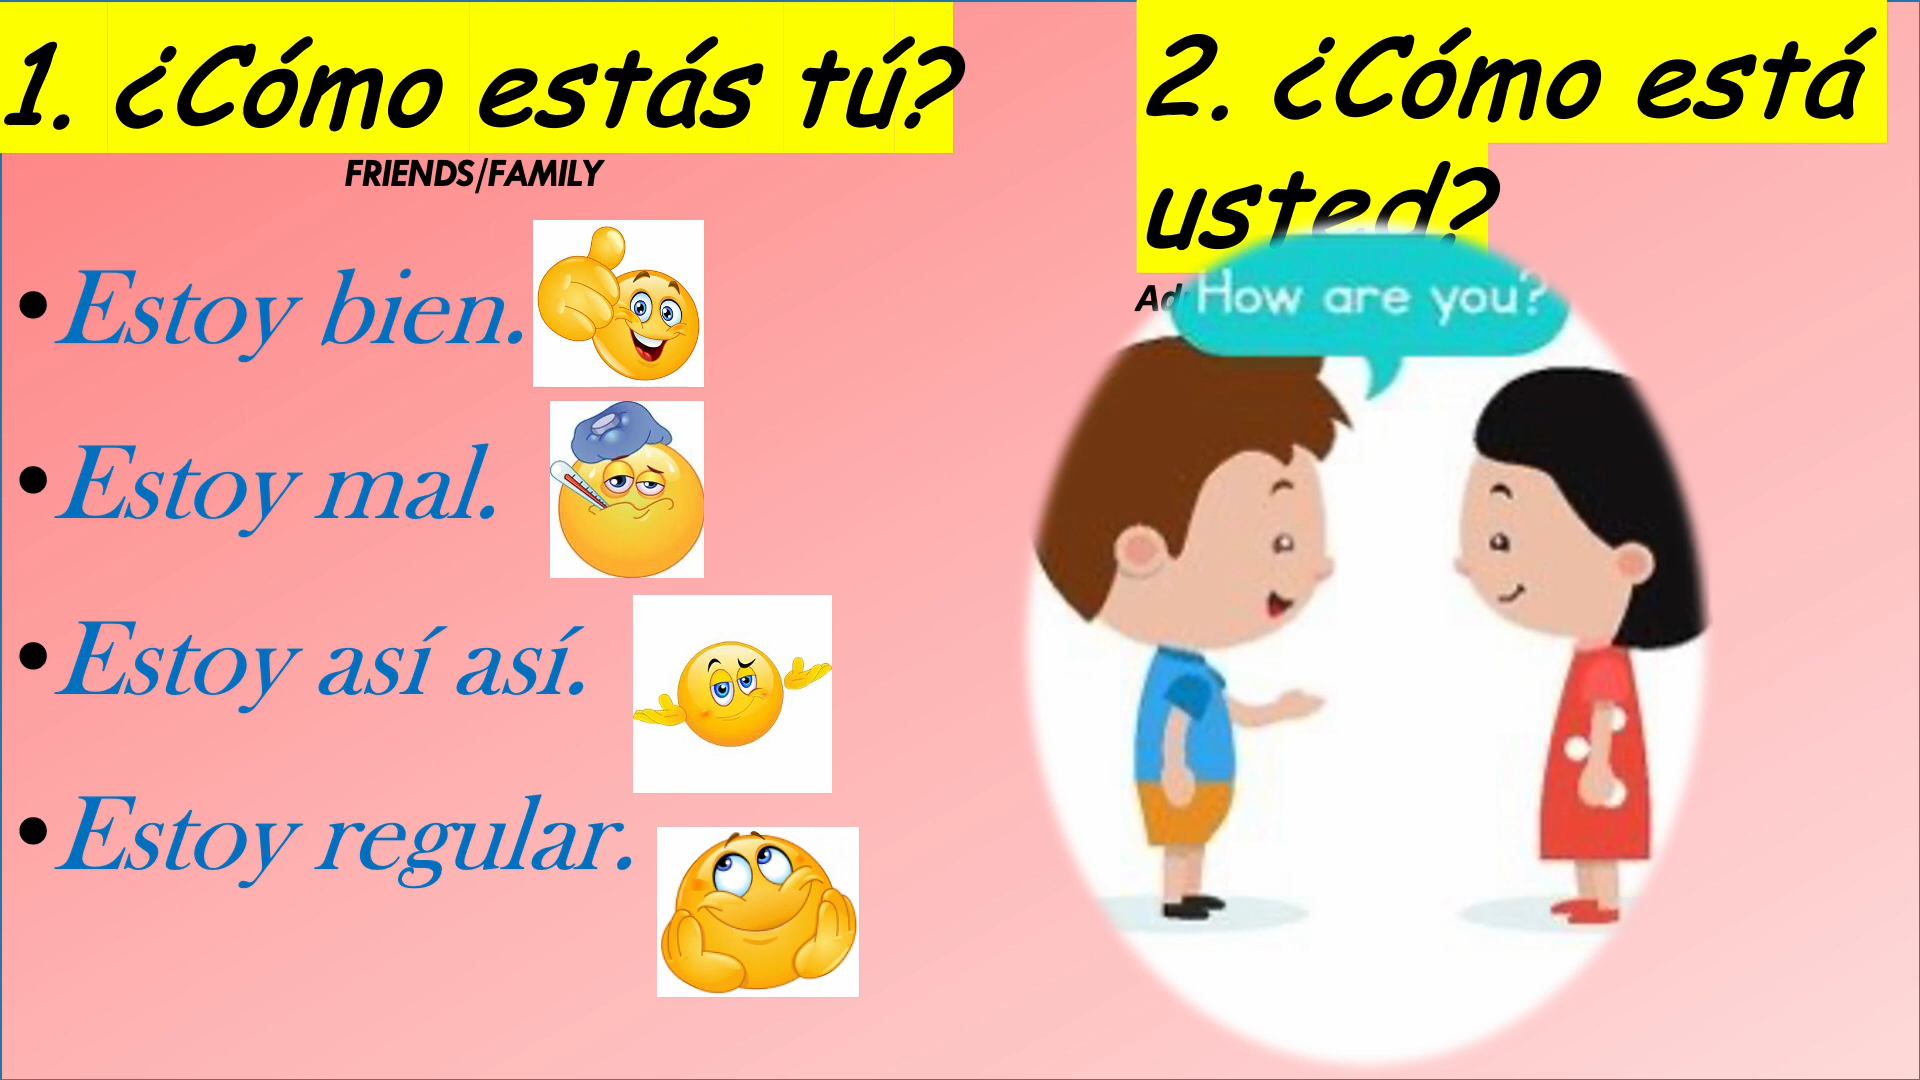 1. ¿Cómo estás tú?
FRIENDS/FAMILY
• Estoy bien.
• Estoy mal.
• Estoy así así.
• Estoy regular.
2. ¿Cómo está
usted?
How are you?